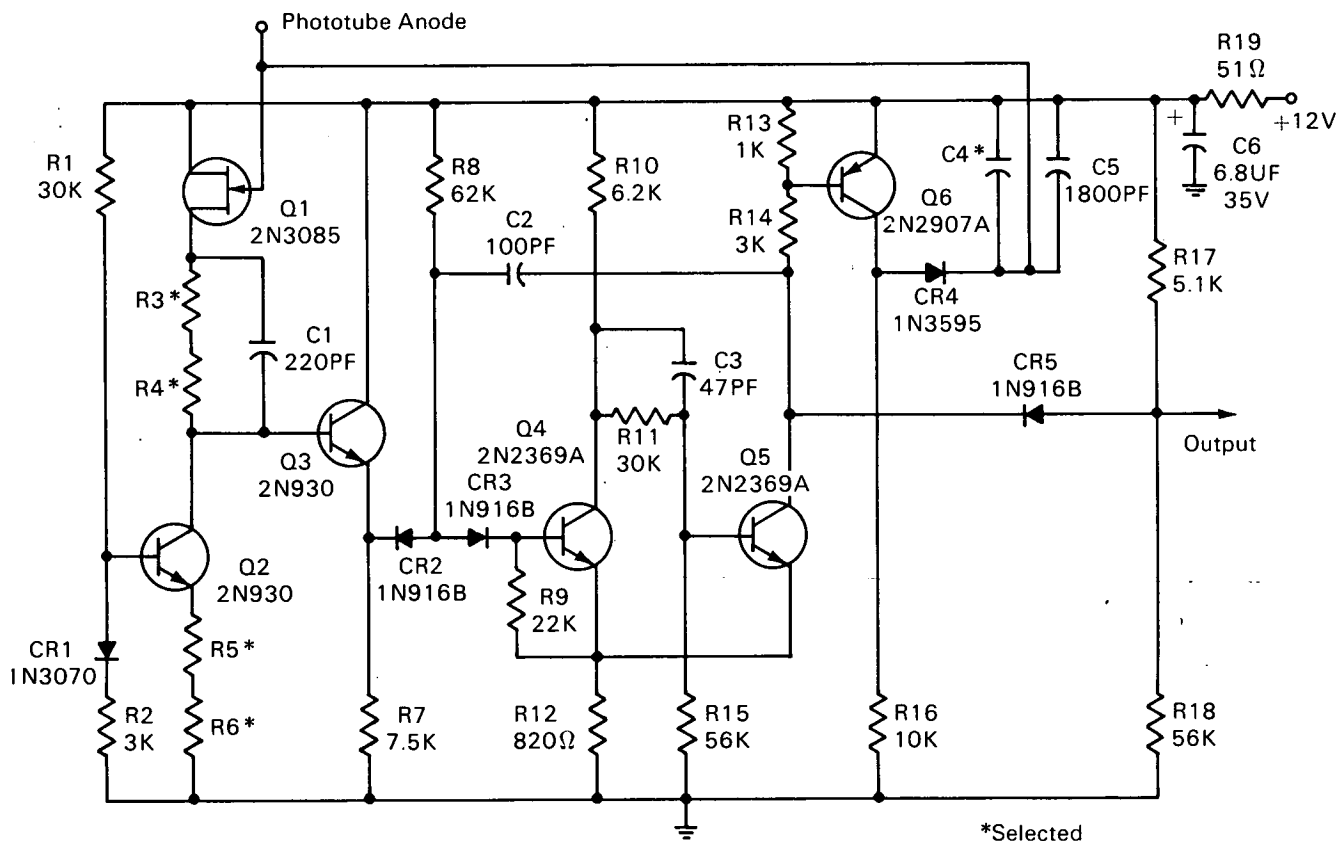 Phototube Anode
R19
51Ω
+12V
+
C6
6.8UF
35V
R1
30K
Q1
2N3085
R8
62K
C2
100PF
R10
6.2K
R13
1K
R14
3K
Q6
2N2907A
C4*
C5
1800PF
R17
5.1K
R3*
R4*
C1
220PF
CR4
1N3595
C3
47PF
CR5
1N916B
Output
Q3
2N930
Q4
2N2369A
R11
30K
Q5
2N2369A
CR3
1N916B
CR2
1N916B
Q2
2N930
R9
22K
CR1
1N3070
R5*
R2
3K
R6*
R7
7.5K
R12
820Ω
R15
56K
R16
10K
R18
56K
*Selected